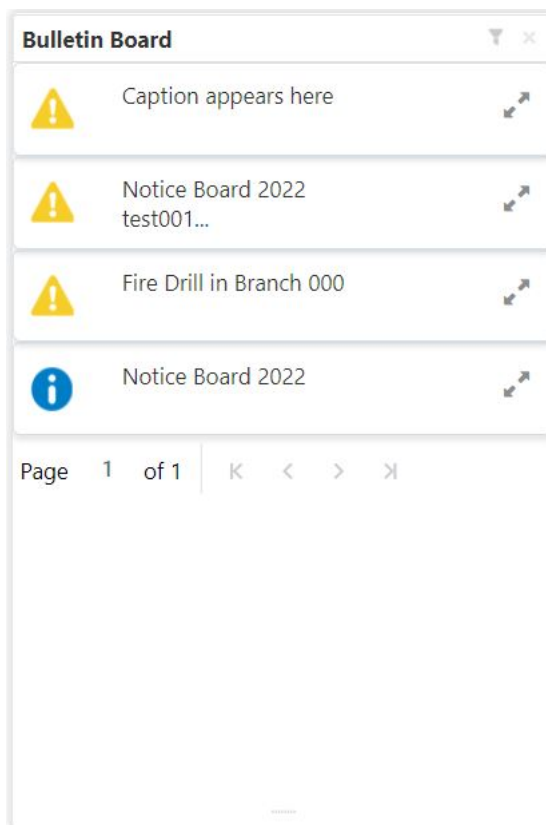 Bulletin Board
Caption appears here
Notice Board 2022
test001...
Fire Drill in Branch 000
Notice Board 2022
Page 1 of 1